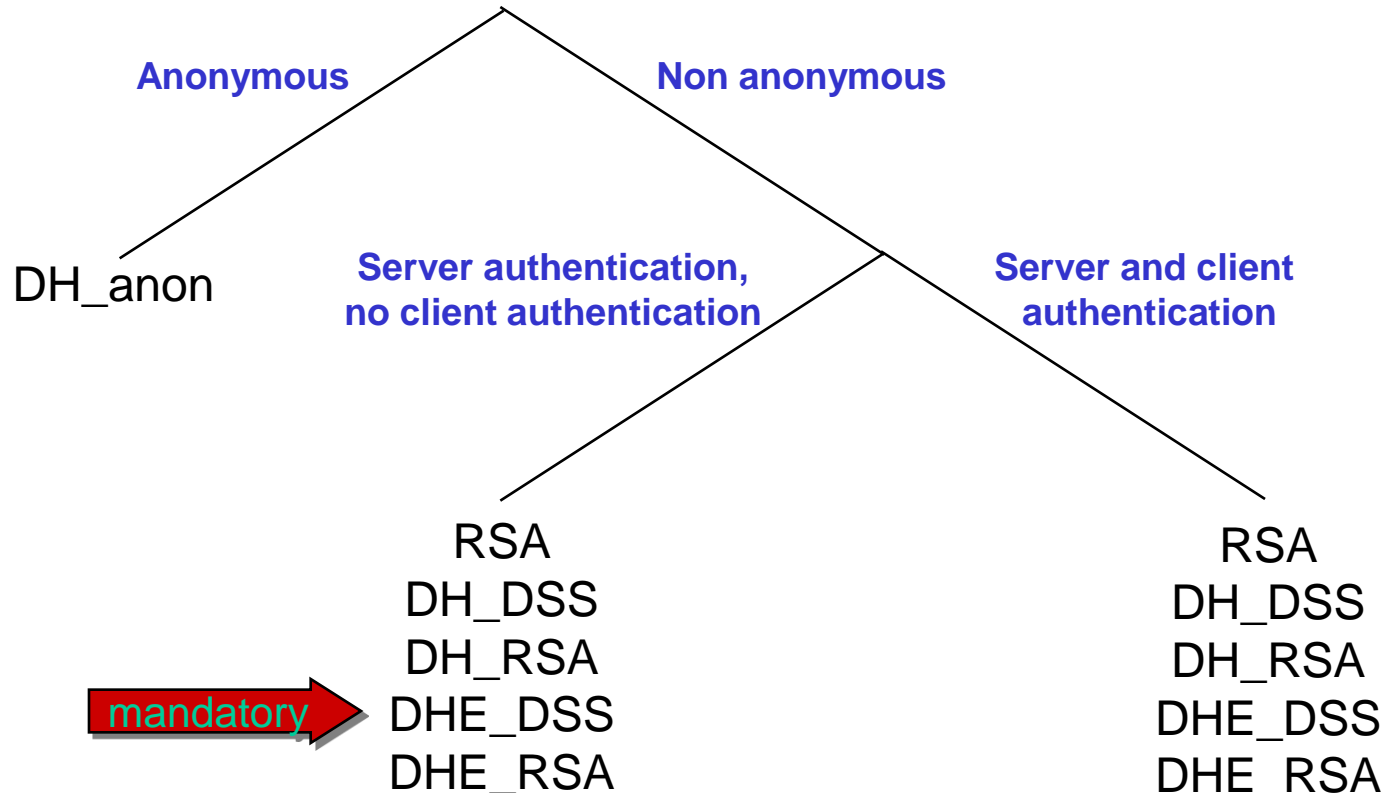 Anonymous
Non anonymous
DH_anon
Server authentication,
no client authentication
Server and client
authentication
RSA
DH_DSS
DH_RSA
mandatory
DHE_DSS
DHE_RSA
RSA
DH_DSS
DH_RSA
DHE_DSS
DHE_RSA